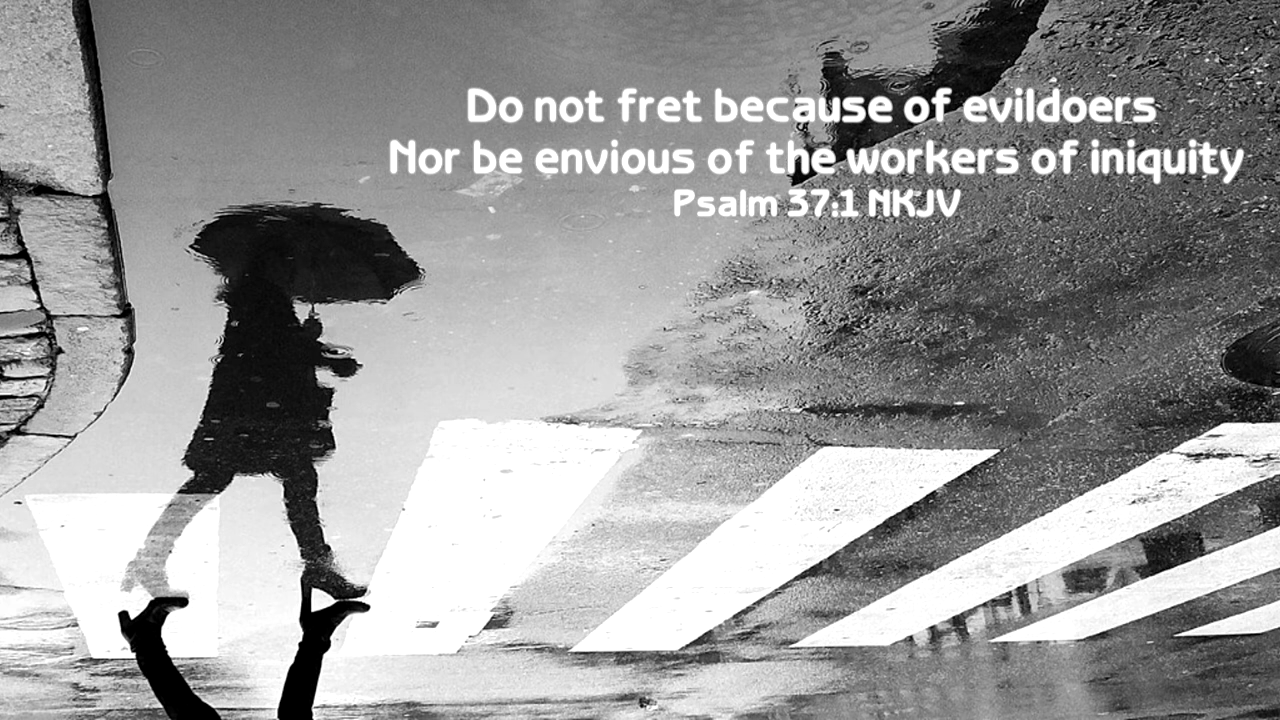 Do not fret because of evildoers
Nor be envious of the workers of iniquity
Psalm 37:1 NKJV